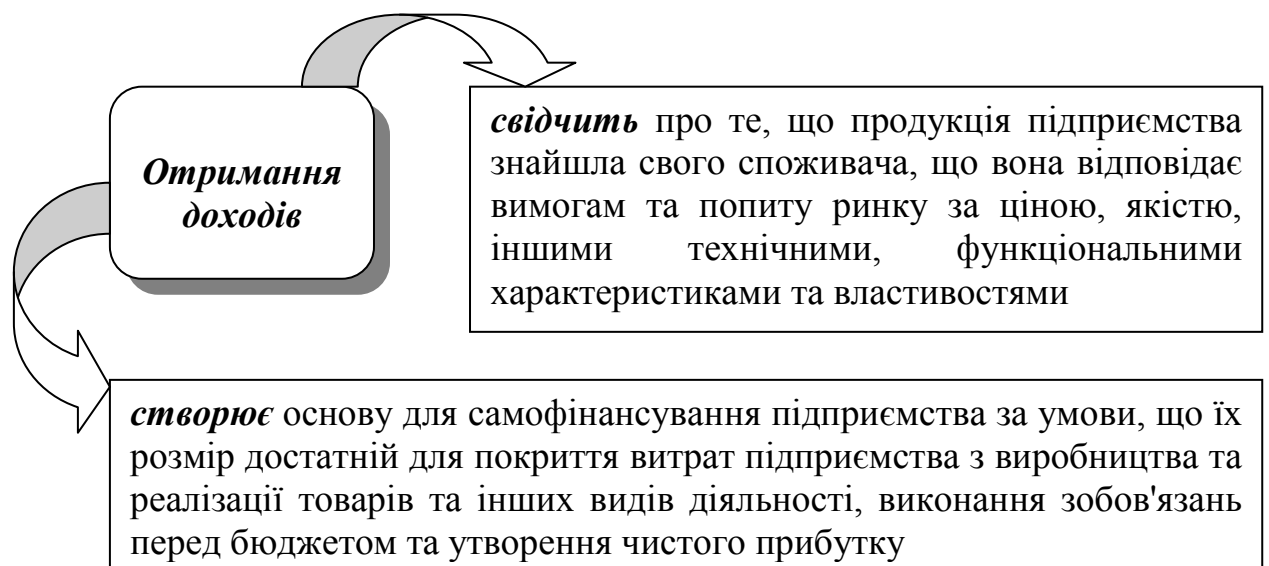 Отримання
доходів
свідчить про те, що продукція підприємства
знайшла свого споживача, що вона відповідає
вимогам та попиту ринку за ціною, якістю,
іншими технічними, функціональними
характеристиками та властивостями
створює основу для самофінансування підприємства за умови, що їх
розмір достатній для покриття витрат підприємства з виробництва та
реалізації товарів та інших видів діяльності, виконання зобов'язань
перед бюджетом та утворення чистого прибутку